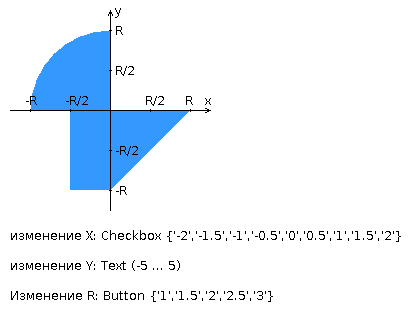 y
R
R/2
-R -R/2 R/2 R x
-R/2
-R
изменение X: Checkbox {'-2','-1.5','-1','-0.5','0','0.5','1','1.5','2'}
изменение Y: Text (-5 ... 5)
Изменение R: Button {'1','1.5','2','2.5','3'}